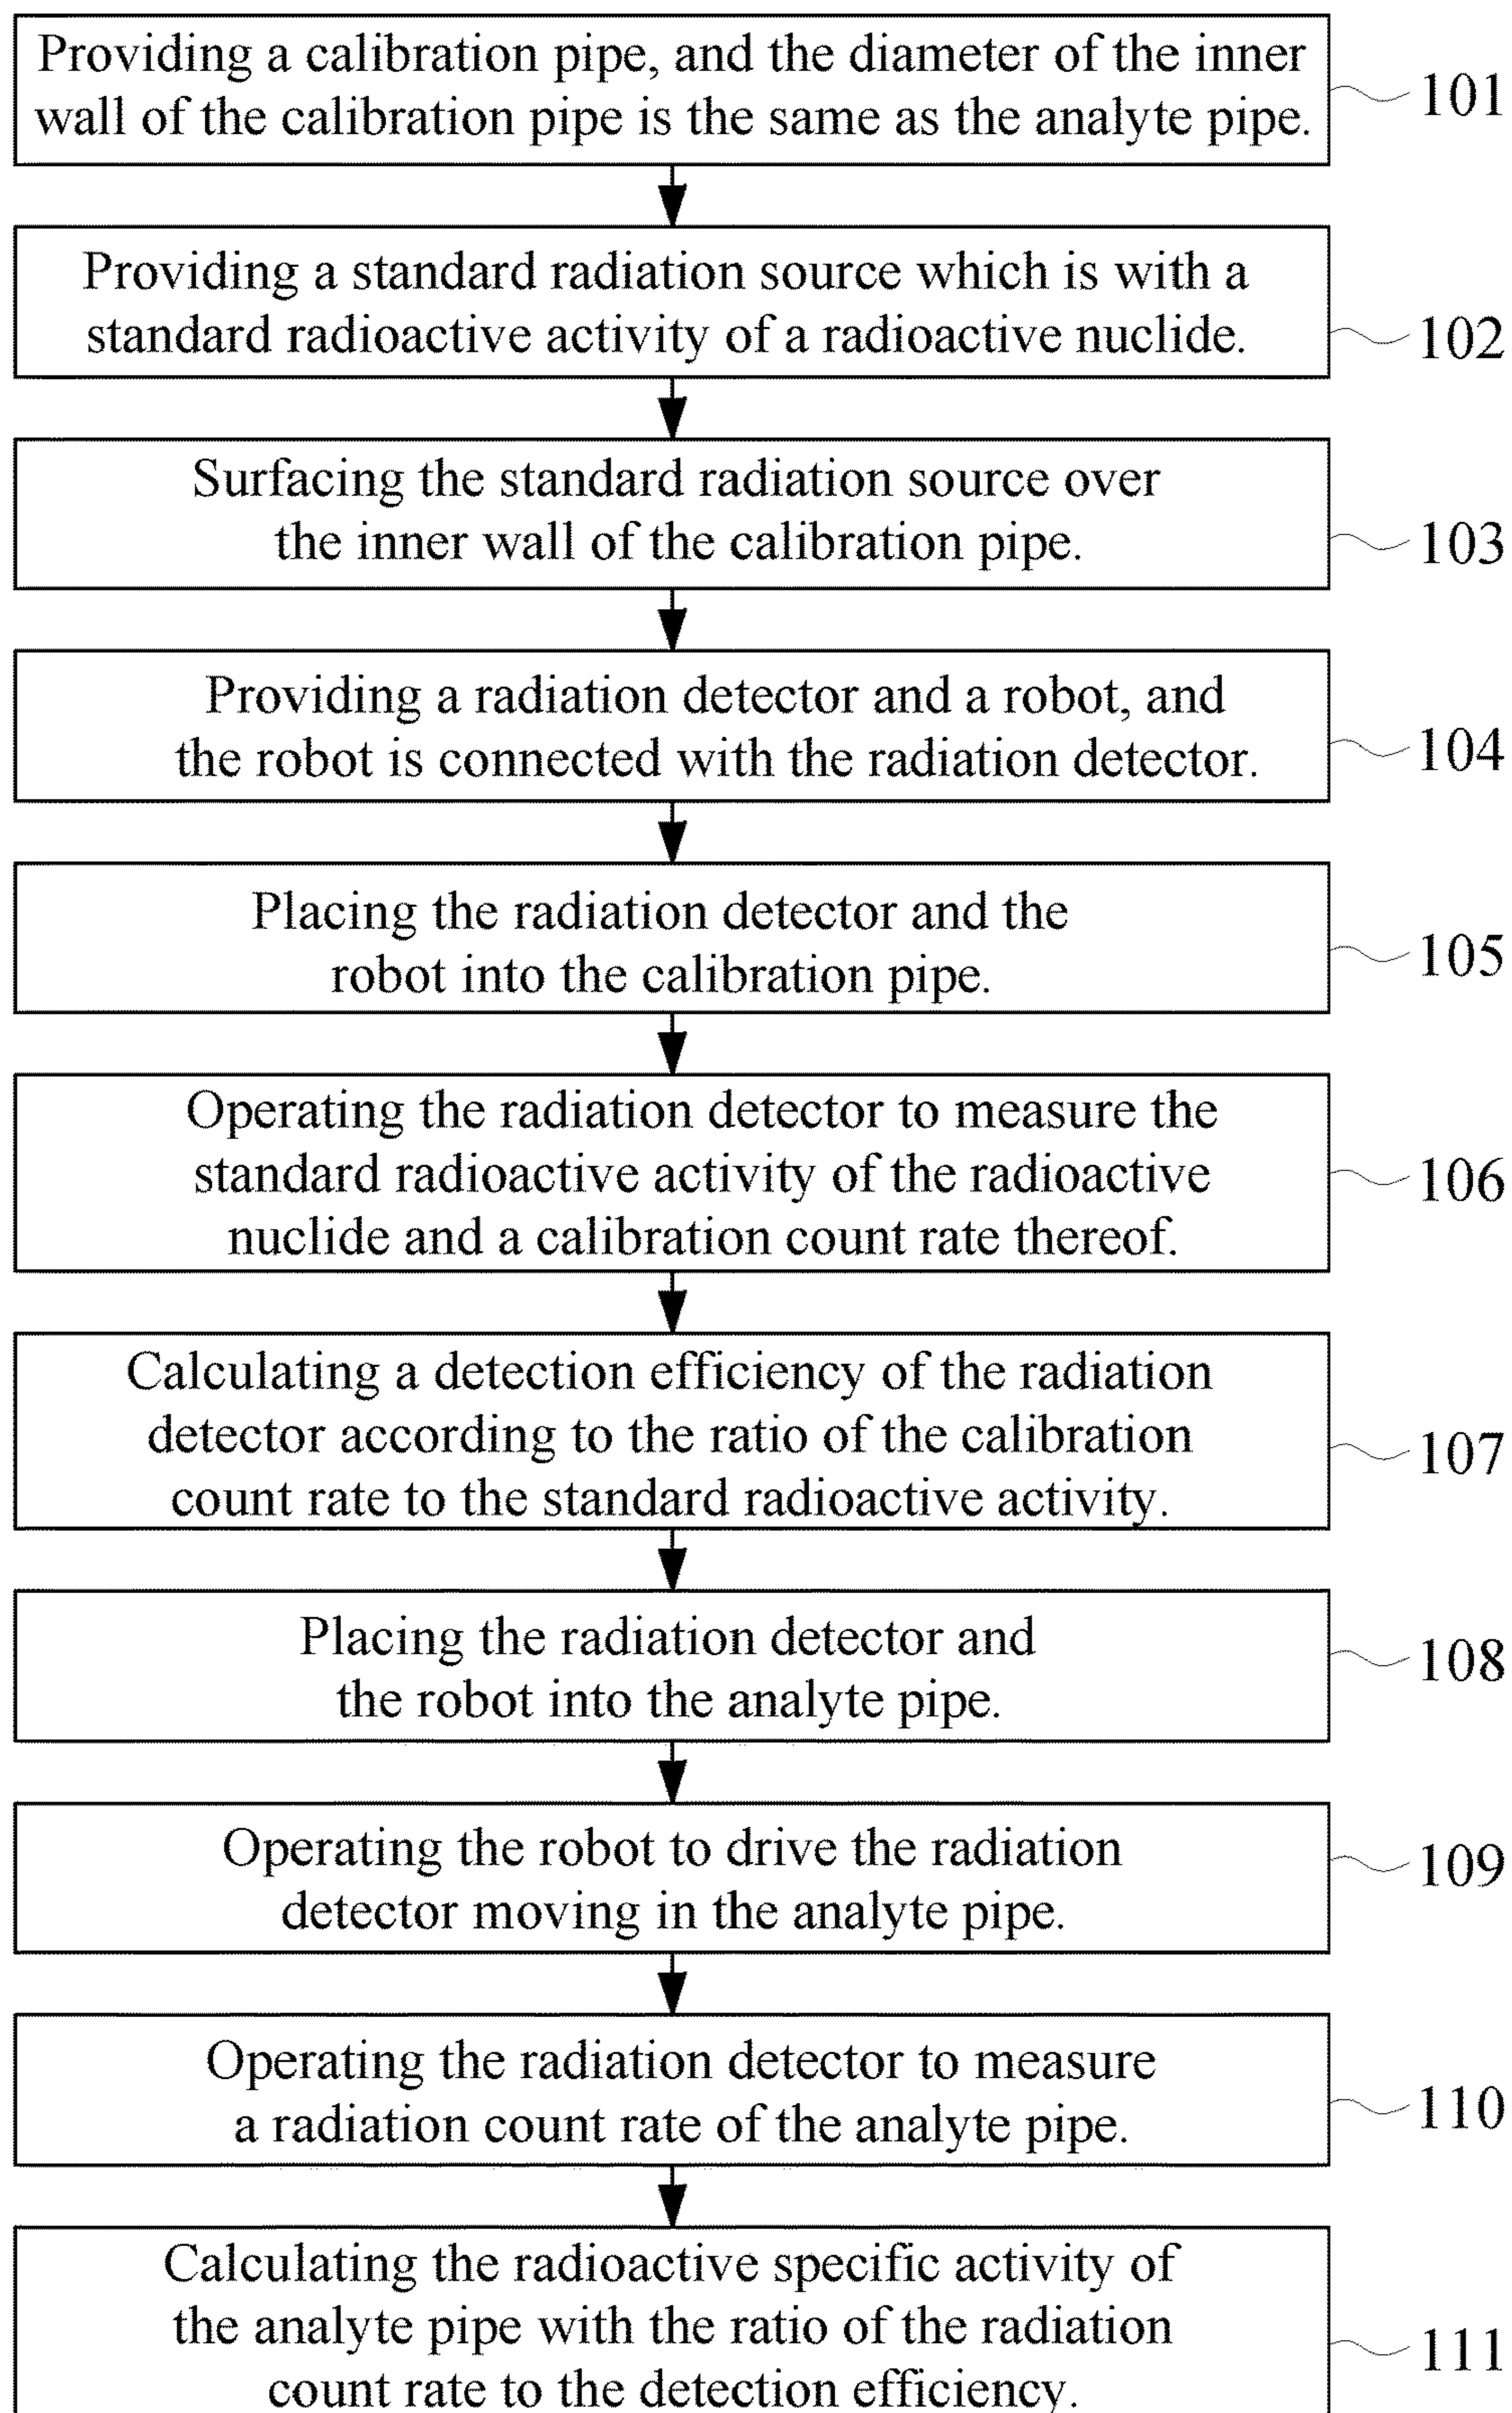 Providing a calibration pipe, and the diameter of the inner
wall of the calibration pipe is the same as the analyte pipe.
101
Providing a standard radiation source which is with a
standard radioactive activity of a radioactive nuclide.
102
Surfacing the standard radiation source over
the inner wall of the calibration pipe.
103
Providing a radiation detector and a robot, and
the robot is connected with the radiation detector.
104
Placing the radiation detector and the
robot into the calibration pipe.
105
Operating the radiation detector to measure the
standard radioactive activity of the radioactive
nuclide and a calibration count rate thereof.
106
Calculating a detection efficiency of the radiation
detector according to the ratio of the calibration
count rate to the standard radioactive activity.
107
Placing the radiation detector and
the robot into the analyte pipe.
108
Operating the robot to drive the radiation
detector moving in the analyte pipe.
109
Operating the radiation detector to measure
a radiation count rate of the analyte pipe.
110
Calculating the radioactive specific activity of
the analyte pipe with the ratio of the radiation
count rate to the detection efficiency.
111